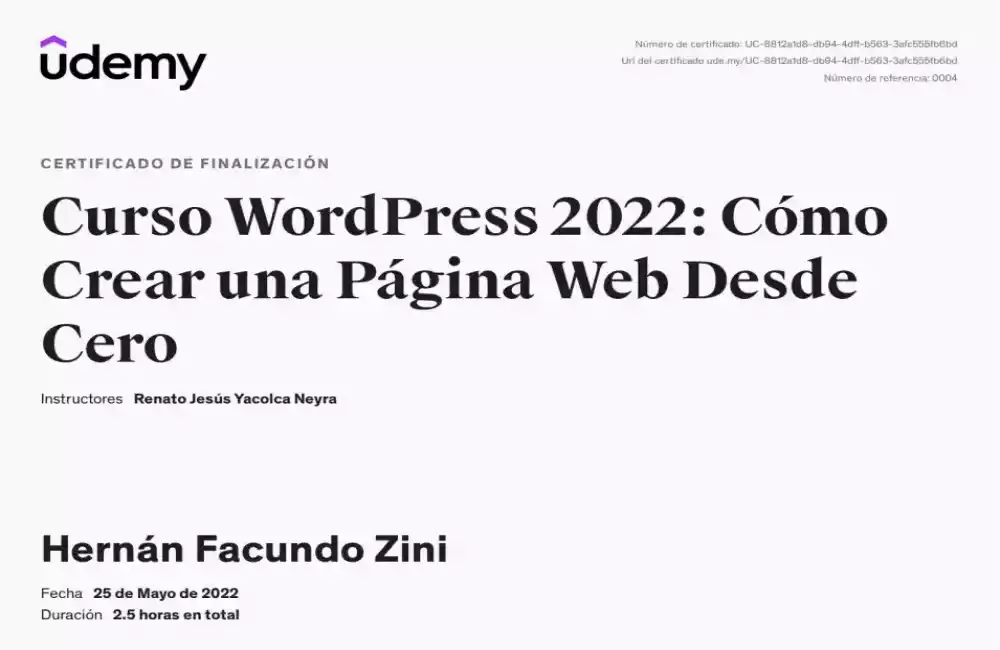 udemy
Número de certificado: UC-8812a1d8-db94-4dff-b563-3afc555fb6bd
Url del certificado ude.my/UC-8812a1d8-db94-4dff-b563-3afc555fb6bd
Número de referencia: 0004
CERTIFICADO DE FINALIZACIÓN
Curso WordPress 2022: Cómo
Crear una Página Web Desde
Cero
Instructores Renato Jesús Yacolca Neyra
Hernán Facundo Zini
Fecha 25 de Mayo de 2022
Duración 2.5 horas en total